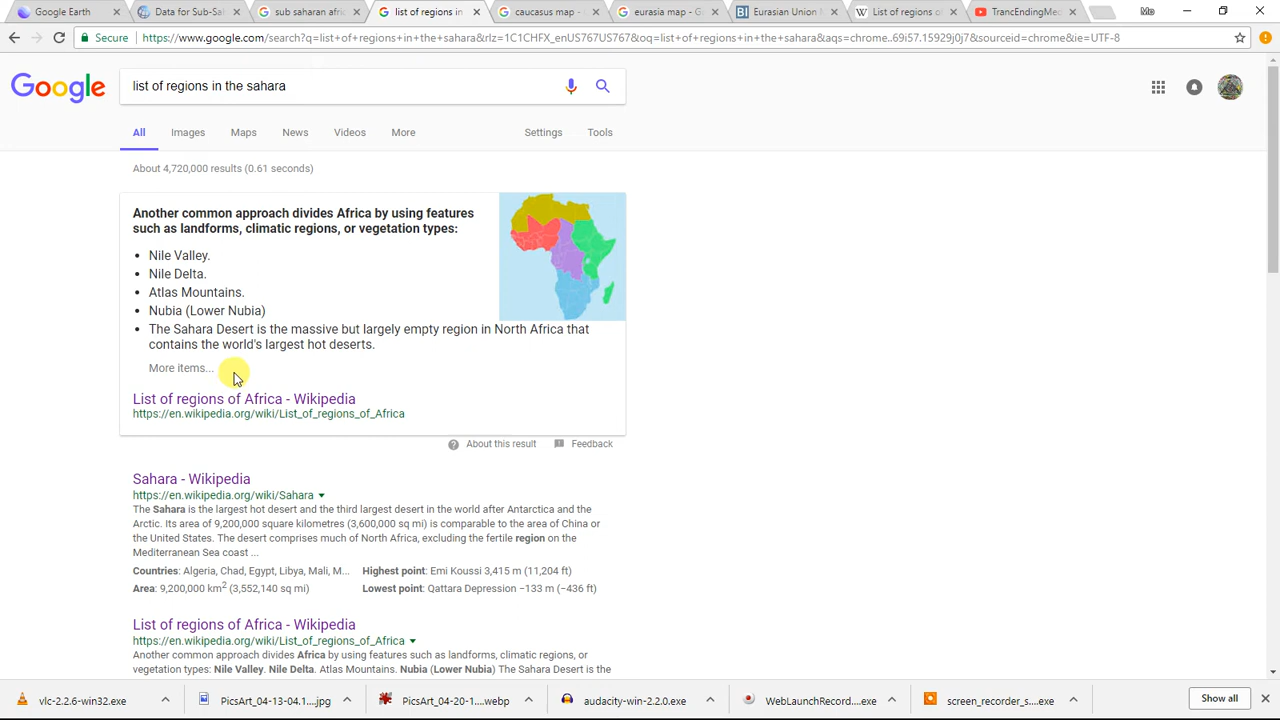 Google Earth
Data for Sub-Sa
sub saharan afri
list of regions in
caucasus map -
eurasia map - G
Eurasian Union
List of regions o
TrancEndingMe
Secure
https://www.google.com/search?q=list+of+regions+in+the+sahara&rlz=1C1CHFX_enUS767US767&oq=list+of+regions+in+the+sahara&aqs=chrome..69i57.15929j0j7&sourceid=chrome&ie=UTF-8
Google
list of regions in the sahara
All Images Maps News Videos More Settings Tools
About 4,720,000 results (0.61 seconds)
Another common approach divides Africa by using features
such as landforms, climatic regions, or vegetation types:
• Nile Valley.
• Nile Delta.
• Atlas Mountains.
• Nubia (Lower Nubia)
• The Sahara Desert is the massive but largely empty region in North Africa that
contains the world's largest hot deserts.
More items...
List of regions of Africa - Wikipedia
https://en.wikipedia.org/wiki/List_of_regions_of_Africa
About this result Feedback
Sahara - Wikipedia
https://en.wikipedia.org/wiki/Sahara
The Sahara is the largest hot desert and the third largest desert in the world after Antarctica and the
Arctic. Its area of 9,200,000 square kilometres (3,600,000 sq mi) is comparable to the area of China or
the United States. The desert comprises much of North Africa, excluding the fertile region on the
Mediterranean Sea coast ...
Countries: Algeria, Chad, Egypt, Libya, Mali, M... Highest point: Emi Koussi 3,415 m (11,204 ft)
Area: 9,200,000 km2 (3,552,140 sq mi) Lowest point: Qattara Depression −133 m (−436 ft)
List of regions of Africa - Wikipedia
https://en.wikipedia.org/wiki/List_of_regions_of_Africa
Another common approach divides Africa by using features such as landforms, climatic regions, or
vegetation types: Nile Valley. Nile Delta. Atlas Mountains. Nubia (Lower Nubia) The Sahara Desert is the
vlc-2.2.6-win32.exe
PicsArt_04-13-04.1....jpg
PicsArt_04-20-1....webp
audacity-win-2.2.0.exe
WebLaunchRecord....exe
screen_recorder_s....exe
Show all